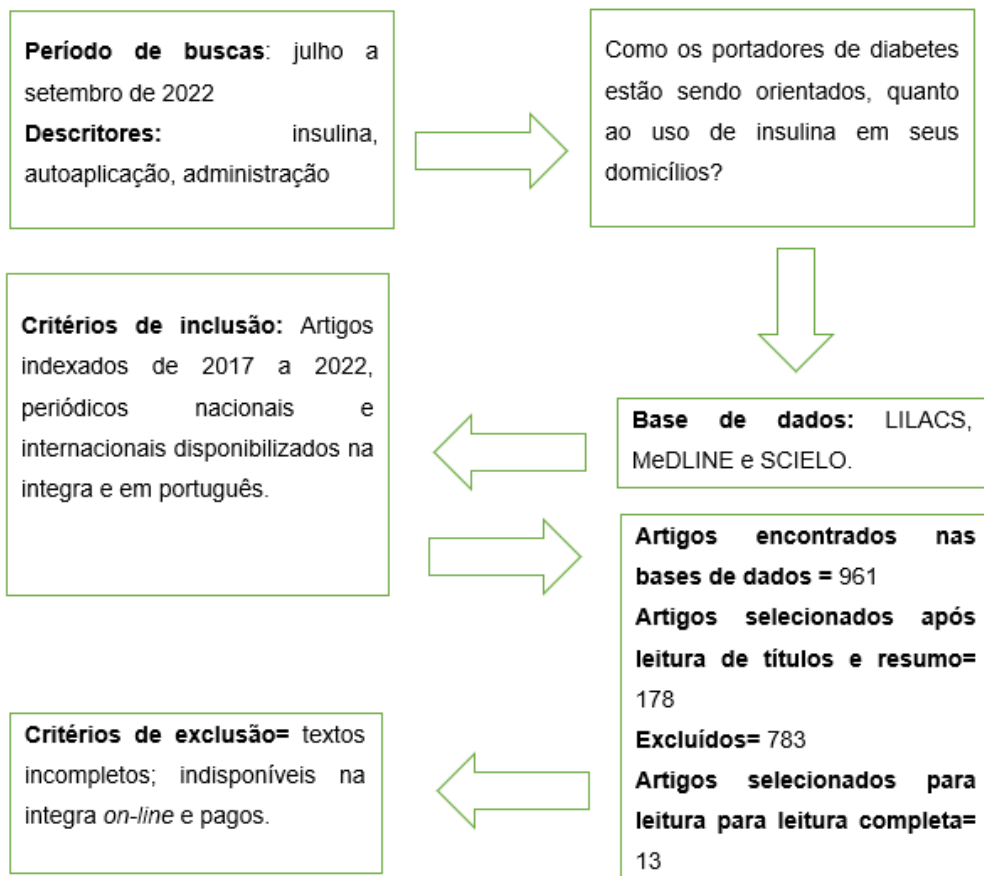 Período de buscas: julho a
setembro de 2022
Descritores: insulina,
autoaplicação, administração
Como os portadores de diabetes
estão sendo orientados, quanto
ao uso de insulina em seus
domicílios?
Base de dados: LILACS,
MeDLINE e SCIELO.
Critérios de inclusão: Artigos
indexados de 2017 a 2022,
periódicos nacionais e
internacionais disponibilizados na
integra e em português.
Artigos encontrados nas
bases de dados = 961
Artigos selecionados após
leitura de títulos e resumo=
178
Excluídos= 783
Artigos selecionados para
leitura para leitura completa=
13
Critérios de exclusão= textos
incompletos; indisponíveis na
integra on-line e pagos.